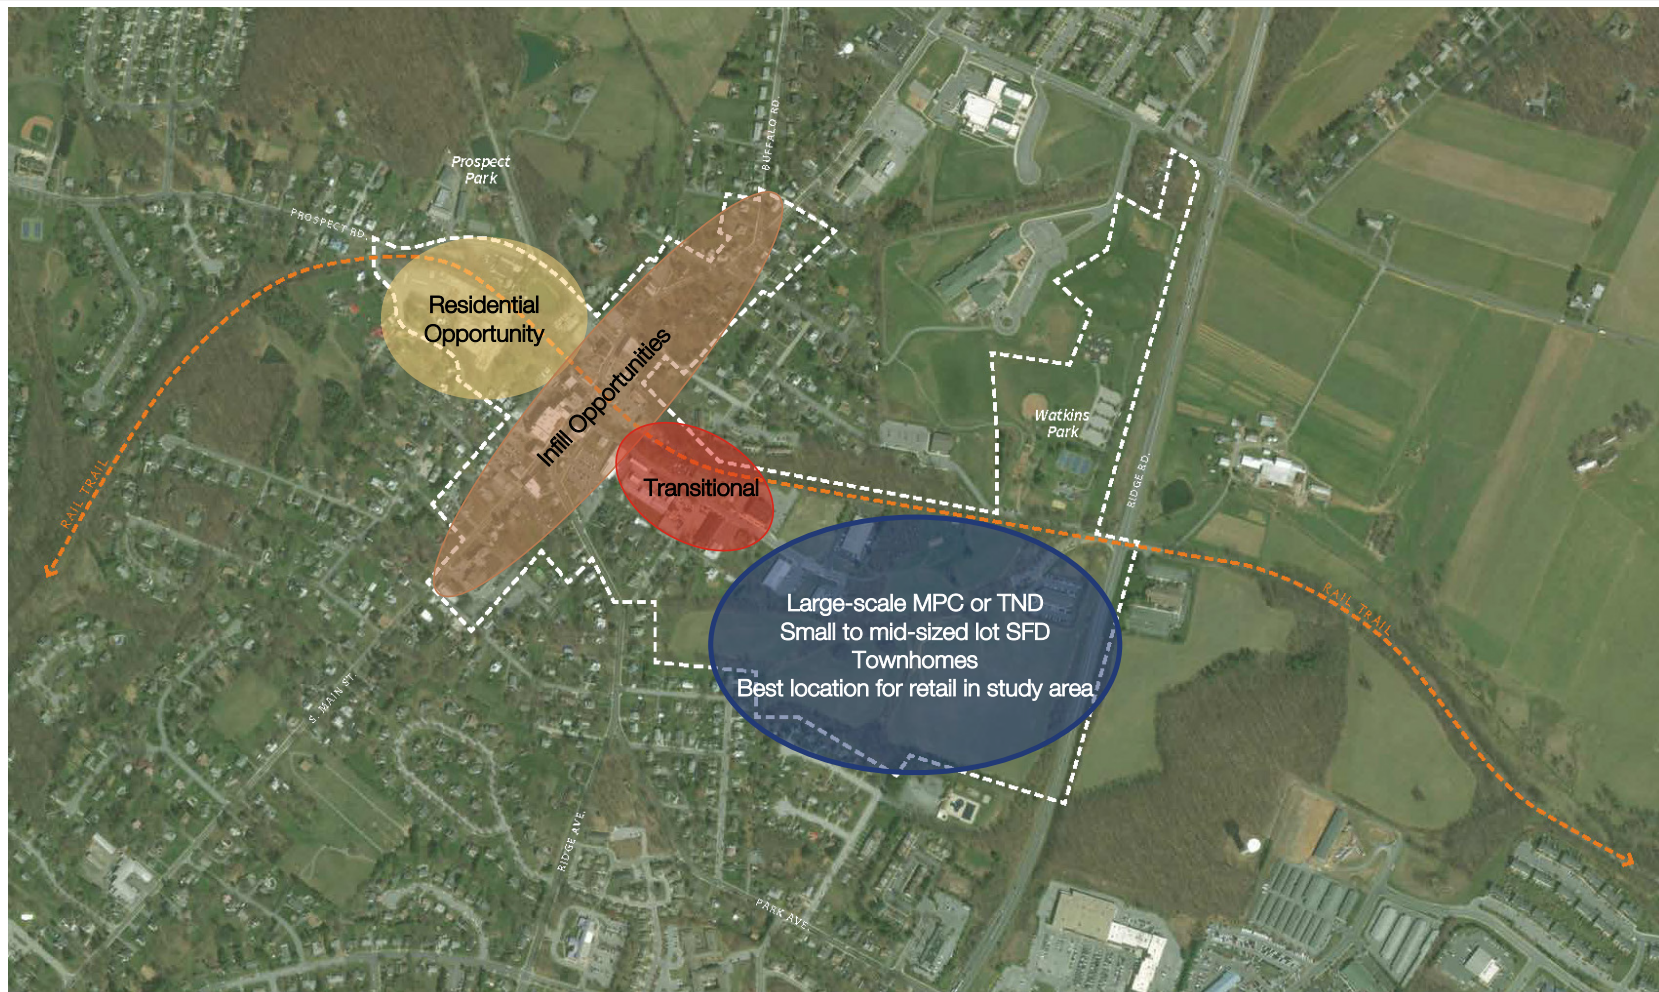 BUFFALO RD.
Prospect
Park
PROSPECT RD.
Residential
Opportunity
Infill Opportunities
Watkins
Park
RIDGE RD.
RAIL TRAIL
Transitional
Large-scale MPC or TND
Small to mid-sized lot SFD
Townhomes
Best location for retail in study area
RAIL TRAIL
S. MAIN ST.
RIDGE AVE.
PARK AVE.